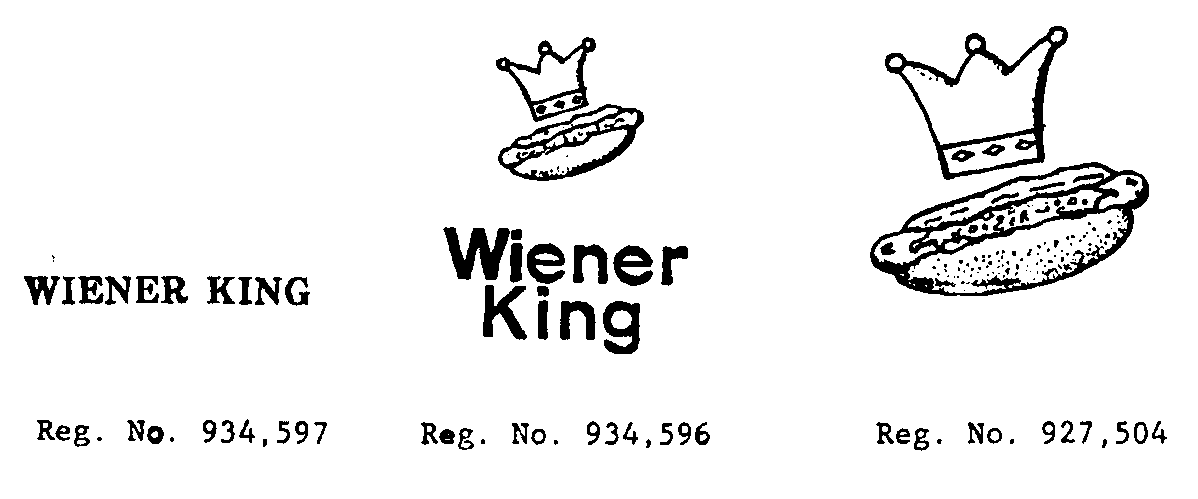 WIENER KING
Wiener
King
Reg. No. 934,597
Reg. No. 934,596
Reg. No. 927,504